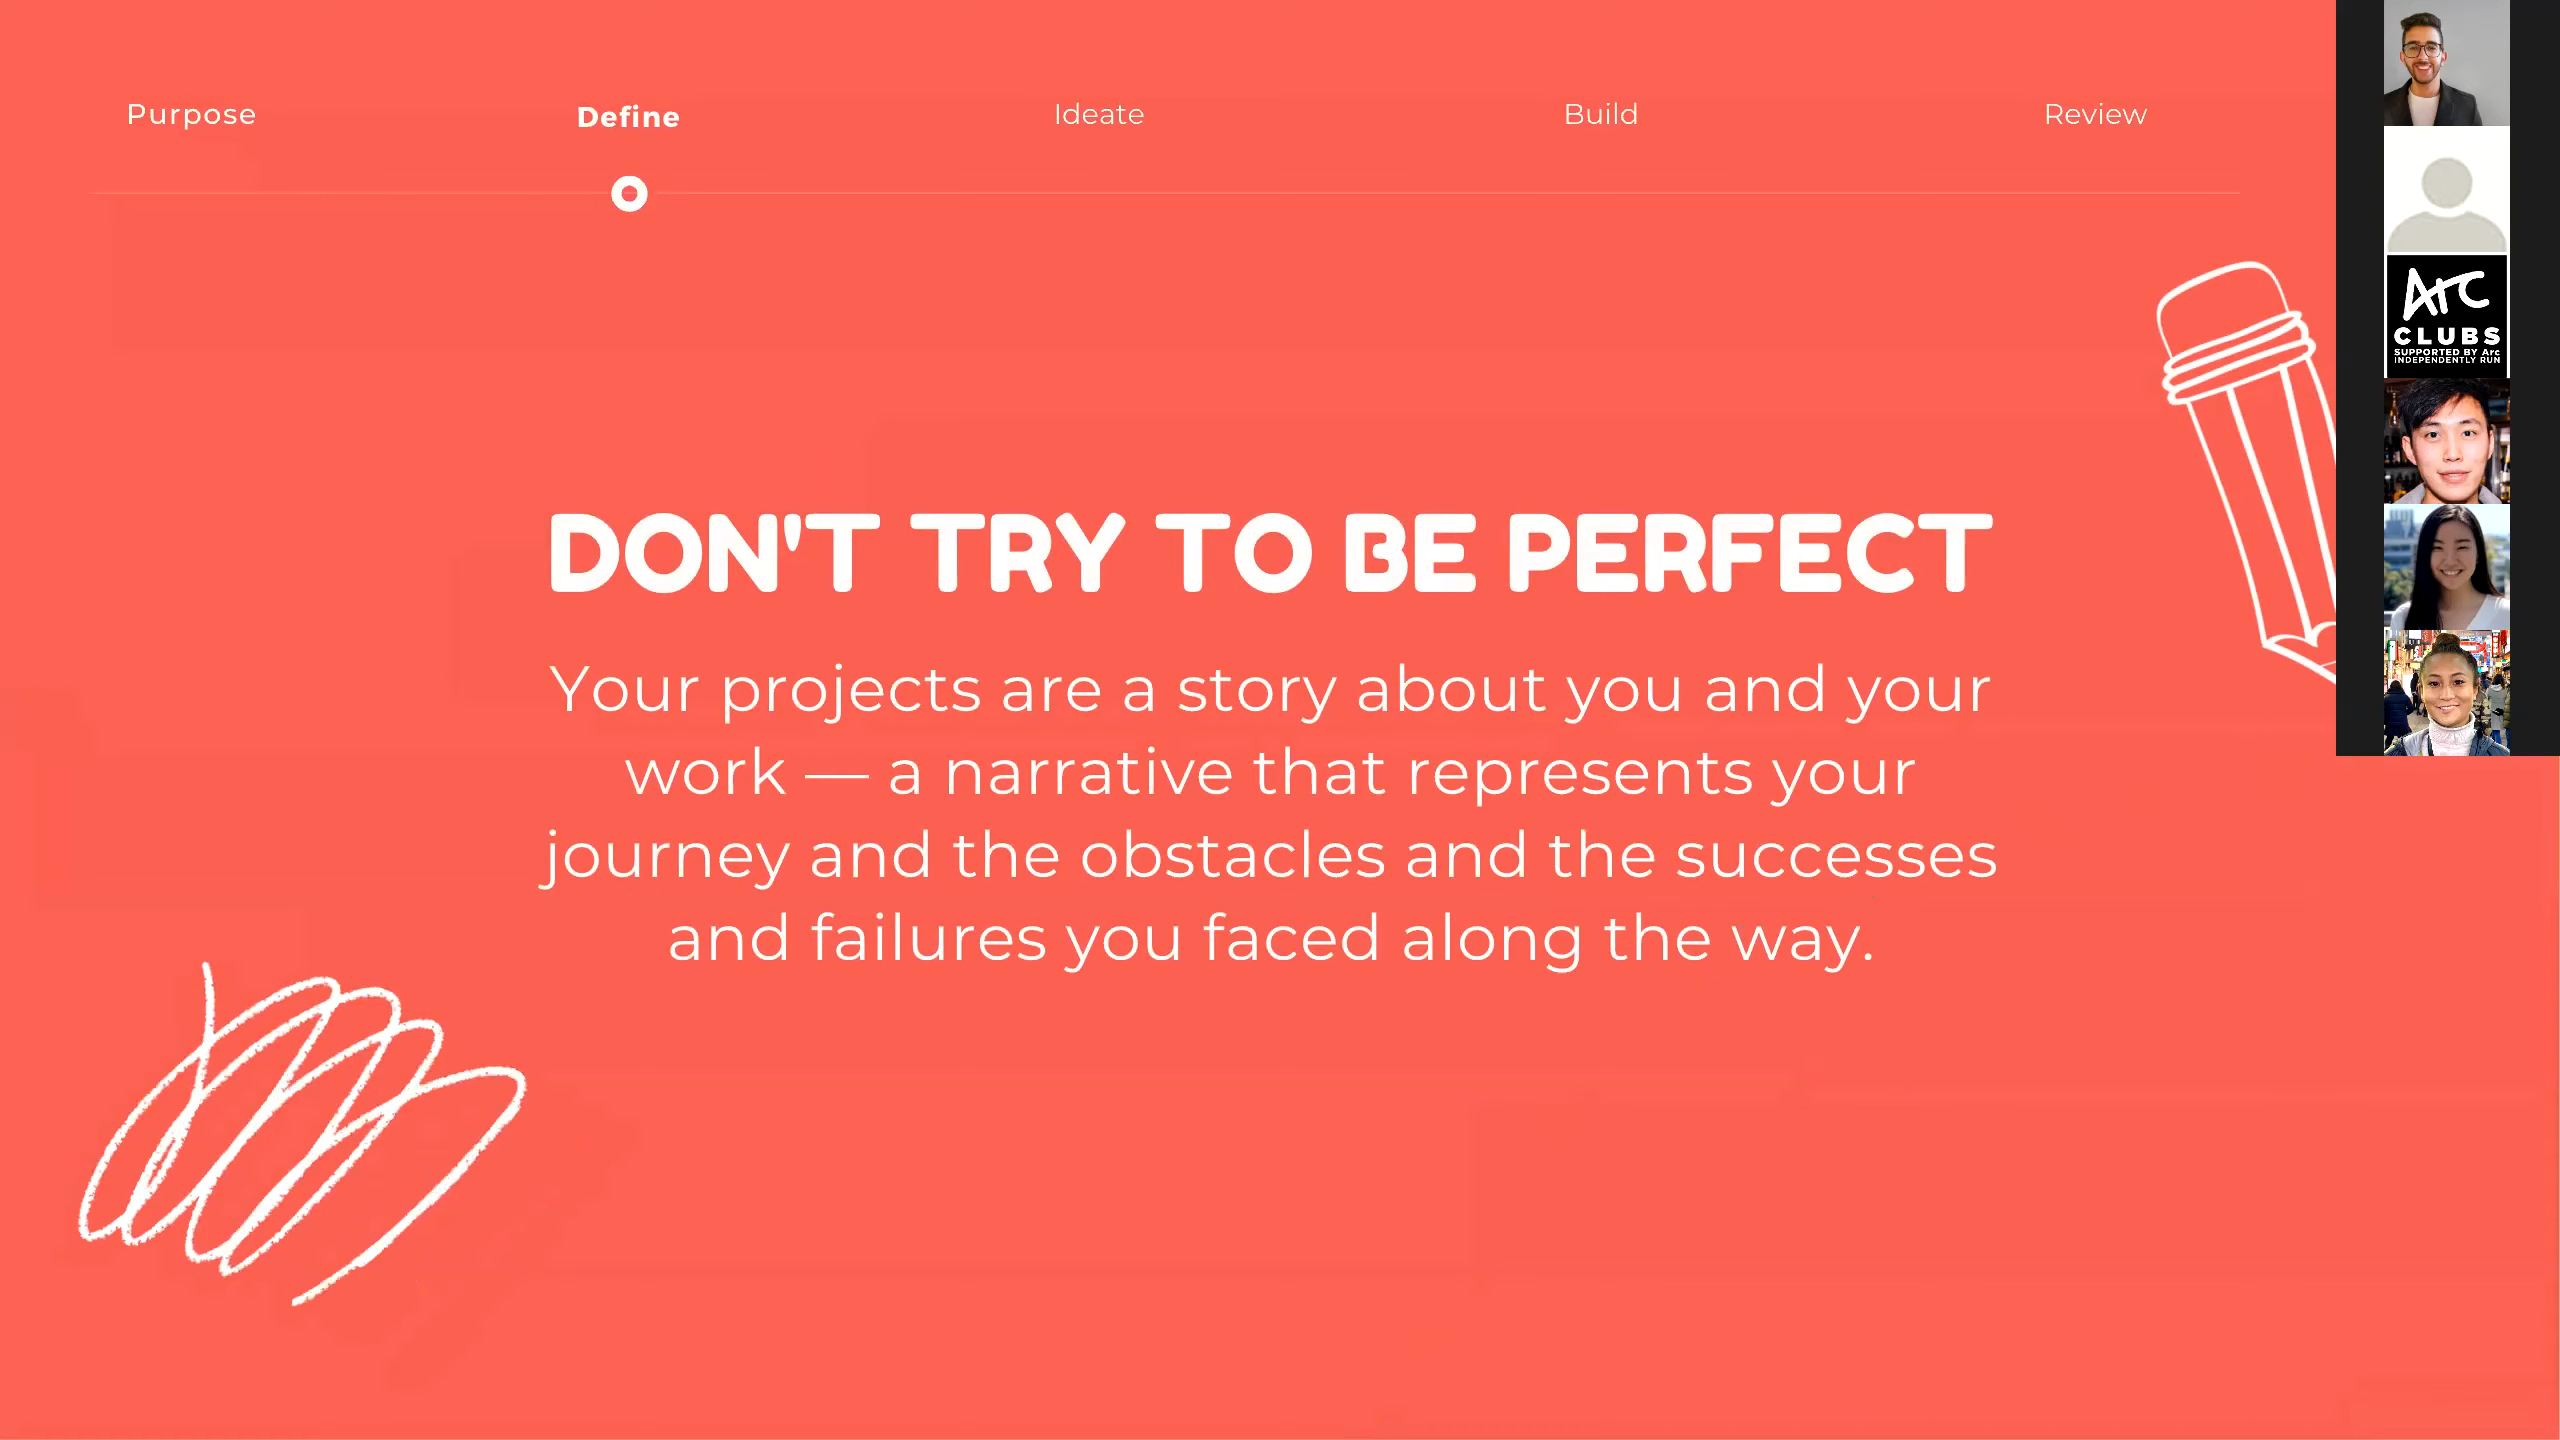 Purpose
Define
Ideate
Build
Review
DON'T TRY TO BE PERFECT
Your projects are a story about you and your
work — a narrative that represents your
journey and the obstacles and the successes
and failures you faced along the way.
Arc
CLUBS
SUPPORTED BY Arc
INDEPENDENTLY RUN